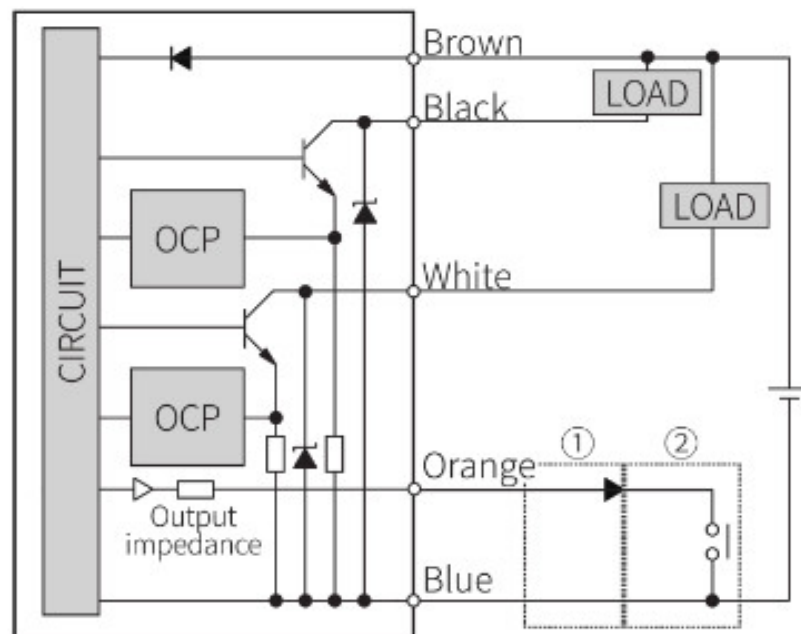 Brown
LOAD
Black
OCP
LOAD
White
CIRCUIT
OCP
① ②
Orange
Output
impedance
Blue